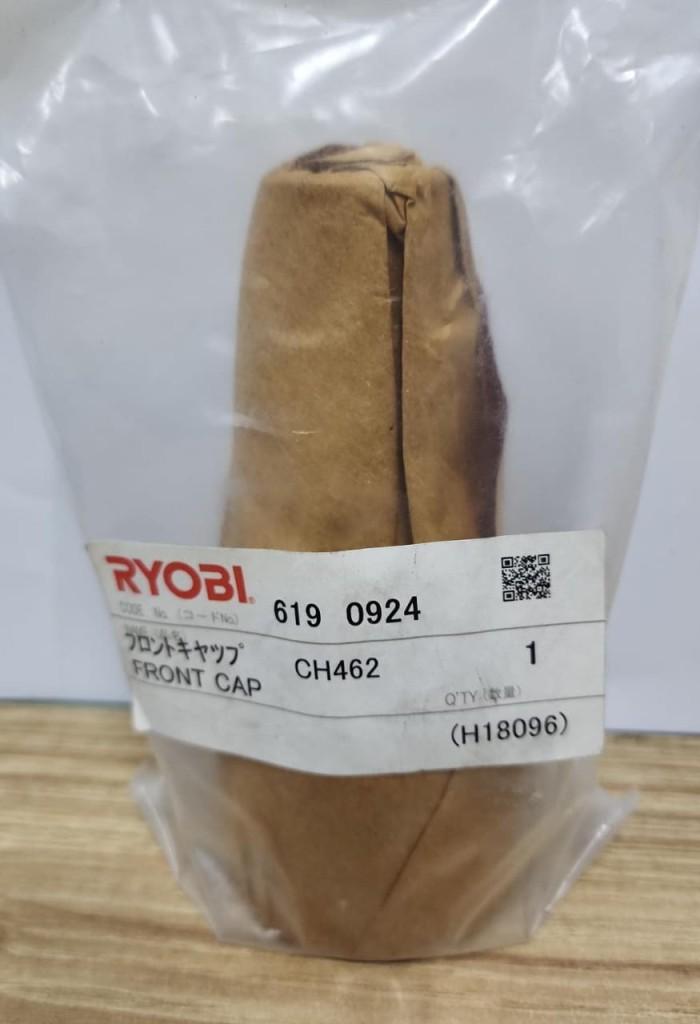 RYOBI®
CODE No. (コードNo.) 619 0924
フロントキャップ CH462 1
FRONT CAP
Q'TY (数量)
(H18096)